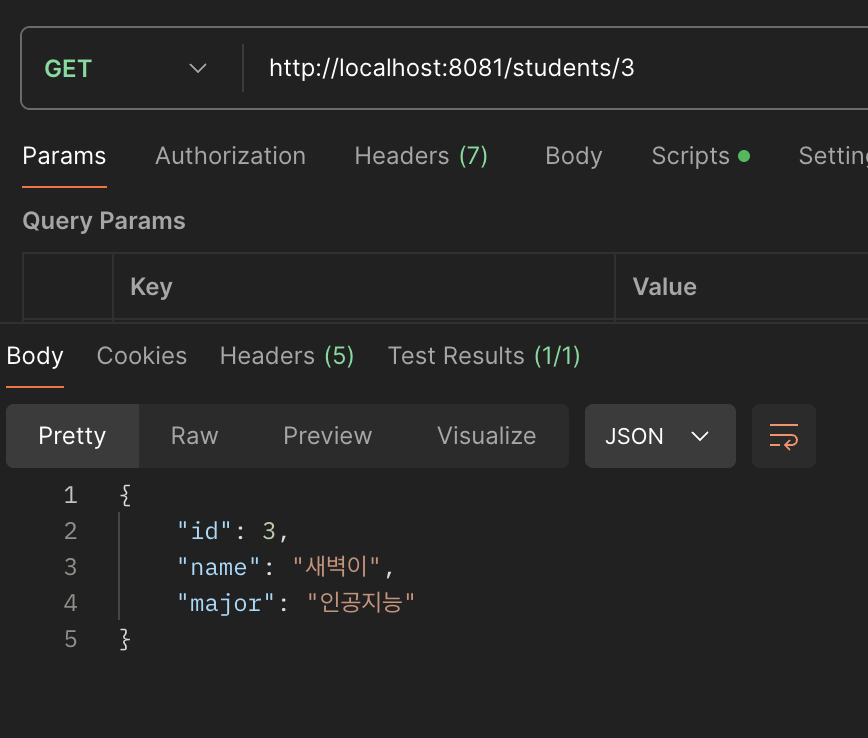 GET http://localhost:8081/students/3
Params Authorization Headers (7) Body Scripts Settin
Query Params
Key Value
Body Cookies Headers (5) Test Results (1/1)
Pretty Raw Preview Visualize JSON
1 {
2 "id": 3,
3 "name": "새벽이",
4 "major": "인공지능"
5 }